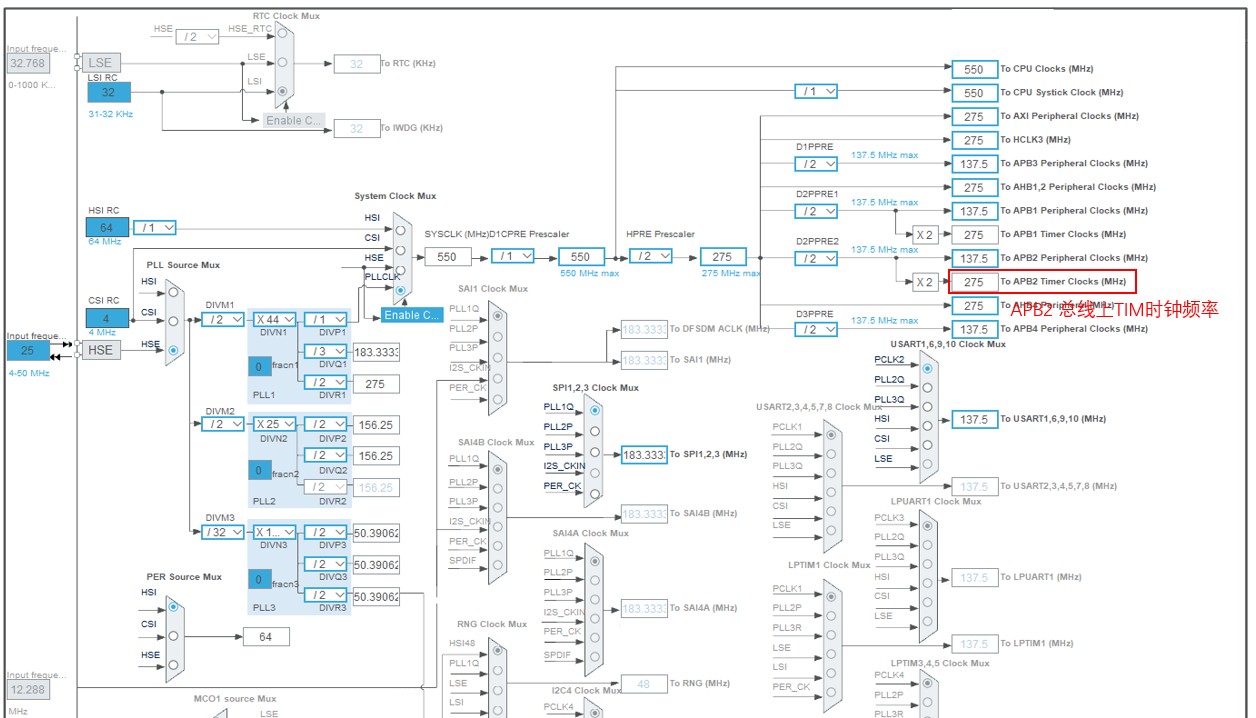 RTC Clock Mux
HSE
/ 2
HSE_RTC
Input freque...
32.768
0-1000 K...
LSE
LSE
32
To RTC (KHz)
LSI RC
32
31-32 KHz
LSI
Enable C...
32
To IWDG (KHz)
550
To CPU Clocks (MHz)
/ 1
550
To CPU Systick Clock (MHz)
275
To AXI Peripheral Clocks (MHz)
275
To HCLK3 (MHz)
D1PPRE
/ 2
137.5 MHz max
137.5
To APB3 Peripheral Clocks (MHz)
275
To AHB1,2 Peripheral Clocks (MHz)
D2PPRE1
/ 2
137.5 MHz max
137.5
To APB1 Peripheral Clocks (MHz)
X 2
275
To APB1 Timer Clocks (MHz)
D2PPRE2
/ 2
137.5 MHz max
137.5
To APB2 Peripheral Clocks (MHz)
X 2
275
To APB2 Timer Clocks (MHz)
275
APB2 总线上TIM时钟频率
D3PPRE
/ 2
137.5 MHz max
137.5
To APB4 Peripheral Clocks (MHz)
System Clock Mux
HSI RC
64
64 MHz
/ 1
HSI
CSI
HSE
PLLCLK
Enable C...
SYSCLK (MHz)
550
D1CPRE Prescaler
/ 1
550
550 MHz max
HPRE Prescaler
/ 2
275
275 MHz max
PLL Source Mux
HSI
CSI RC
4
4 MHz
CSI
Input freque...
25
4-50 MHz
HSE
HSE
DIVM1
/ 2
X 44
DIVN1
/ 1
DIVP1
/ 3
183.333
DIVQ1
0
fracn1
/ 2
275
PLL1
DIVR1
DIVM2
/ 2
X 25
DIVN2
/ 2
156.25
DIVP2
/ 2
156.25
DIVQ2
0
fracn2
/ 2
156.25
PLL2
DIVR2
DIVM3
/ 32
X 1...
DIVN3
/ 2
50.39062
DIVP3
/ 2
50.39062
DIVQ3
0
fracn3
/ 2
50.39062
PLL3
DIVR3
PER Source Mux
HSI
CSI
HSE
64
Input freque...
12.288
MHz
MCO1 source Mux
LSE
SAI1 Clock Mux
PLL1Q
PLL2P
PLL3P
I2S_CKIN
PER_CK
183.333
To DFSDM ACLK (MHz)
183.333
To SAI1 (MHz)
SPI1,2,3 Clock Mux
PLL1Q
PLL2P
PLL3P
I2S_CKIN
PER_CK
183.333
To SPI1,2,3 (MHz)
SAI4B Clock Mux
PLL1Q
PLL2P
PLL3P
I2S_CKIN
PER_CK
SPDIF
183.333
To SAI4B (MHz)
SAI4A Clock Mux
PLL1Q
PLL2P
PLL3P
I2S_CKIN
PER_CK
SPDIF
183.333
To SAI4A (MHz)
RNG Clock Mux
HSI48
PLL1Q
LSE
LSI
48
To RNG (MHz)
I2C4 Clock Mux
PCLK4
USART1,6,9,10 Clock Mux
PCLK2
PLL2Q
PLL3Q
HSI
CSI
LSE
137.5
To USART1,6,9,10 (MHz)
USART2,3,4,5,7,8 Clock Mux
PCLK1
PLL2Q
PLL3Q
HSI
CSI
LSE
137.5
To USART2,3,4,5,7,8 (MHz)
LPUART1 Clock Mux
PCLK3
PLL2Q
PLL3Q
HSI
CSI
LSE
137.5
To LPUART1 (MHz)
LPTIM1 Clock Mux
PCLK1
PLL2P
PLL3R
LSE
LSI
PER_CK
137.5
To LPTIM1 (MHz)
LPTIM3,4,5 Clock Mux
PCLK4
PLL2P
PLL3R